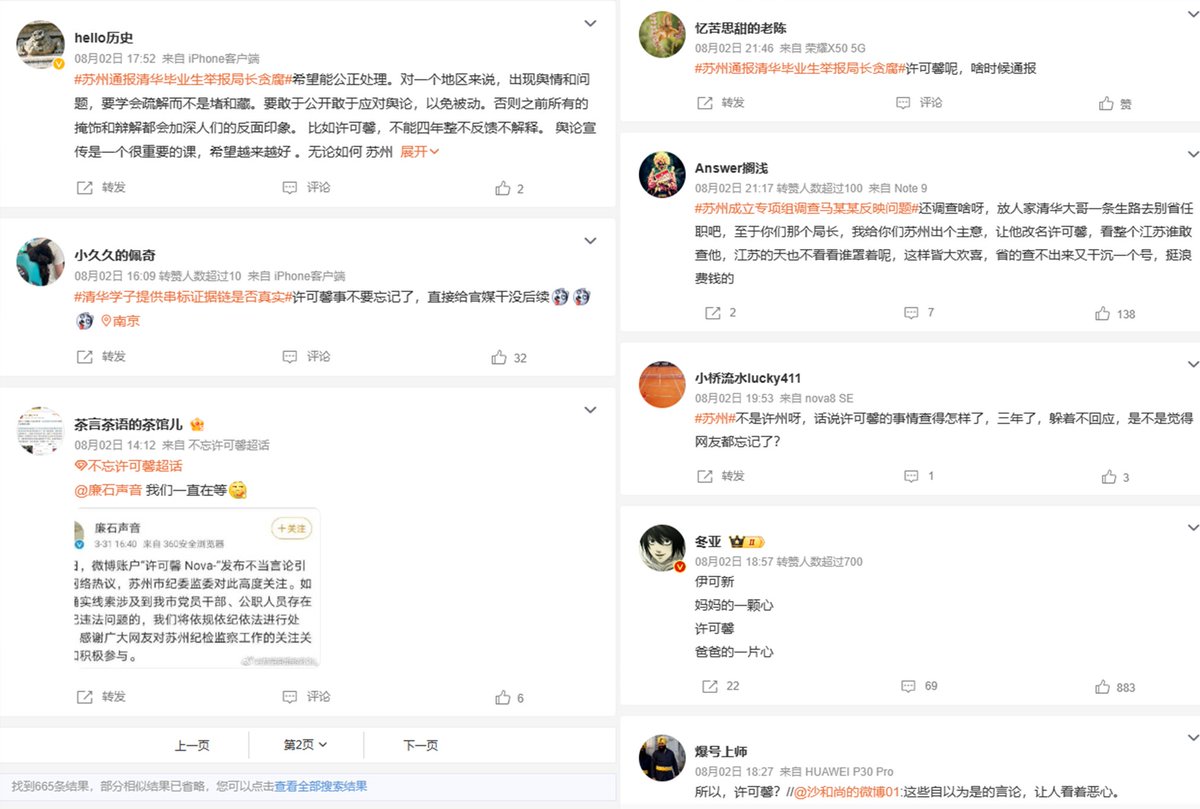 hello历史
08月02日 17:52 来自 iPhone客户端
#苏州通报清华毕业生举报局长贪腐#希望能公正处理。对一个地区来说，出现舆情和问
题，要学会疏解而不是堵和藏。要敢于公开敢于应对舆论，以免被动。否则之前所有的
掩饰和辩解都会加深人们的反面印象。 比如许可馨，不能四年整不反馈不解释。 舆论宣
传是一个很重要的课，希望越来越好 。无论如何 苏州 展开
转发 评论 2
小久久的佩奇
08月02日 16:09 转赞人数超过10 来自 iPhone客户端
#清华学子提供串标证据链是否真实#许可馨事不要忘记了，直接给官媒干没后续
南京
转发 评论 32
茶言茶语的茶馆儿
08月02日 14:12 来自 不忘许可馨超话
不忘许可馨超话
@廉石声音 我们一直在等
廉石声音
+关注
3-31 16:40 来自 360安全浏览器
，微博账户"许可馨 Nova-"发布不当言论引
络热议，苏州市纪委监委对此高度关注。如
实线索涉及到我市党员干部、公职人员存在
违法问题的，我们将依规依纪依法进行处
感谢广大网友对苏州纪检监察工作的关注关
积极参与。
转发 评论 6
上一页 第2页 下一页
找到665条结果，部分相似结果已省略，您可以点击查看全部搜索结果
忆苦思甜的老陈
08月02日 21:46 来自 荣耀X50 5G
#苏州通报清华毕业生举报局长贪腐#许可馨呢，啥时候通报
转发 评论 赞
Answer搁浅
08月02日 21:17 转赞人数超过100 来自 Note 9
#苏州成立专项组调查马某某反映问题#还调查啥呀，放人家清华大哥一条生路去别省任
职吧，至于你们那个局长，我给你们苏州出个主意，让他改名许可馨，看整个江苏谁敢
查他，江苏的天也不看看谁罩着呢，这样皆大欢喜，省的查不出来又干沉一个号，挺浪
费钱的
2 7 138
小桥流水lucky411
08月02日 19:53 来自 nova8 SE
#苏州#不是许州呀，话说许可馨的事情查得怎样了，三年了，躲着不回应，是不是觉得
网友都忘记了？
转发 1 3
冬亚 II
08月02日 18:57 转赞人数超过700
伊可新
妈妈的一颗心
许可馨
爸爸的一片心
22 69 883
爆号上师
08月02日 18:27 来自 HUAWEI P30 Pro
所以，许可馨？//@沙和尚的微博01:这些自以为是的言论，让人看着恶心。